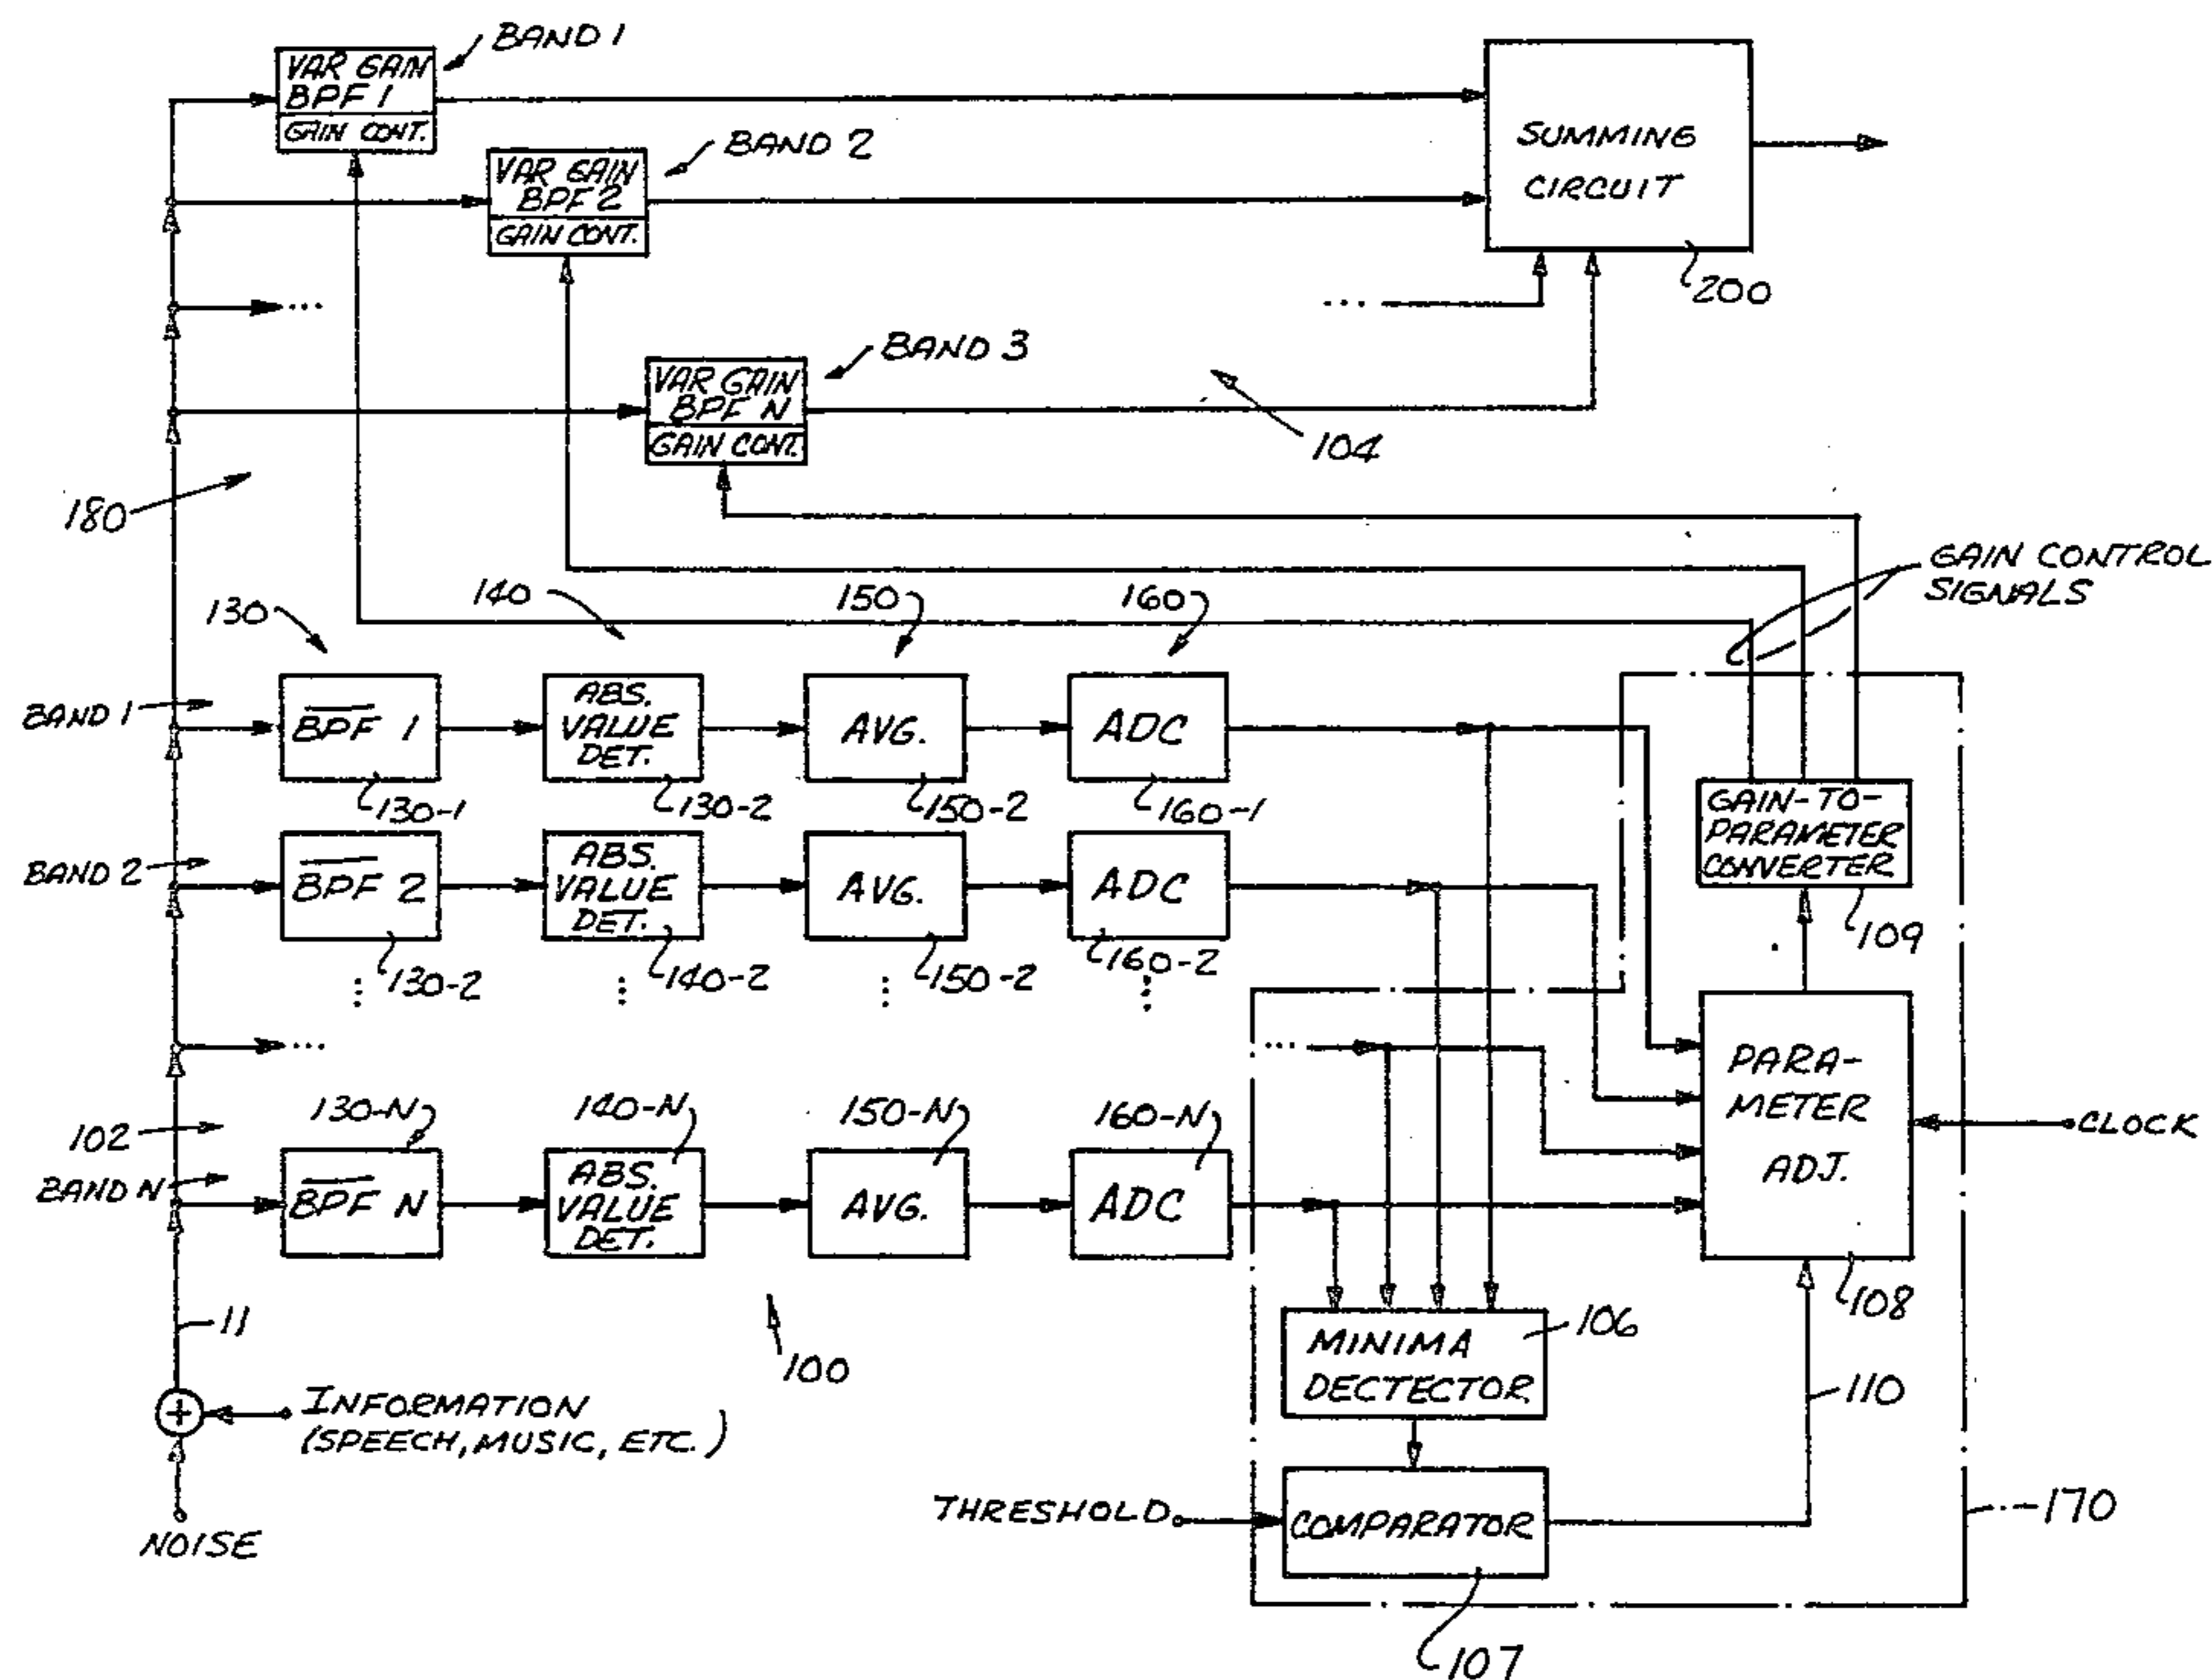 BAND 1
VAR GAIN
BPF 1
GAIN CONT.
BAND 2
VAR GAIN
BPF 2
GAIN CONT.
SUMMING
CIRCUIT
200
...
...
BAND 3
VAR GAIN
BPF N
GAIN CONT.
104
180
GAIN CONTROL
SIGNALS
130
140
150
160
BAND 1
BPF 1
ABS.
VALUE
DET.
AVG.
ADC
130-1
130-2
150-2
160-1
GAIN-TO-
PARAMETER
CONVERTER
109
BAND 2
BPF 2
ABS.
VALUE
DET.
AVG.
ADC
130-2
140-2
150-2
160-2
...
...
PARA-
METER
ADJ.
108
CLOCK
102
130-N
140-N
150-N
160-N
BAND N
BPF N
ABS.
VALUE
DET.
AVG.
ADC
11
100
MINIMA
DECTECTOR
106
110
INFORMATION
(SPEECH, MUSIC, ETC.)
+
NOISE
THRESHOLD
COMPARATOR
107
170